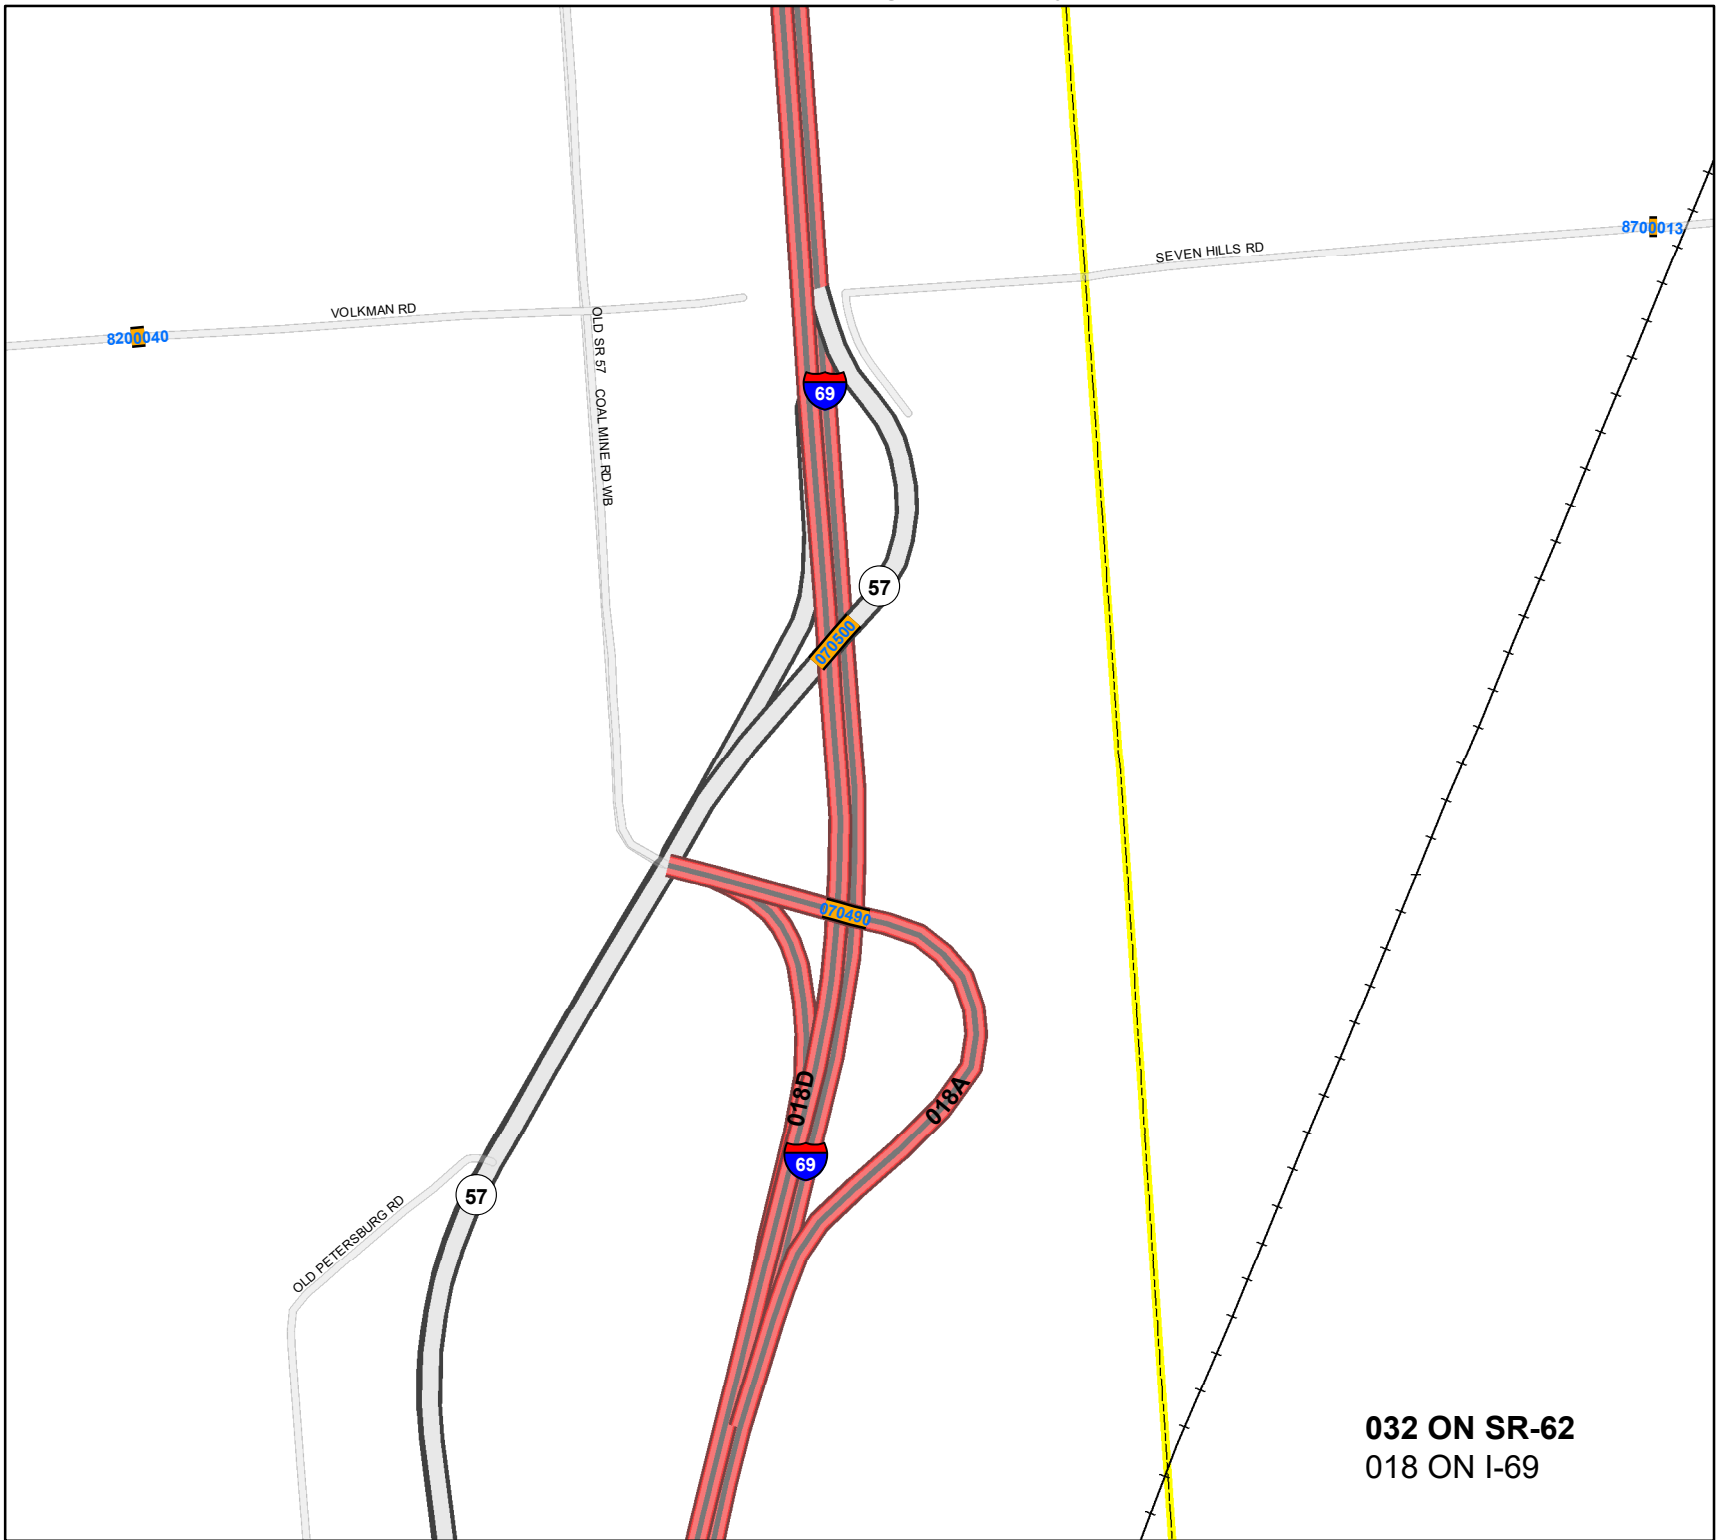 8700013
SEVEN HILLS RD
VOLKMAN RD
8200040
OLD SR 57
COAL MINE RD WB
69
57
070500
070490
018D
018A
69
57
OLD PETERSBURG RD
032 ON SR-62
018 ON I-69